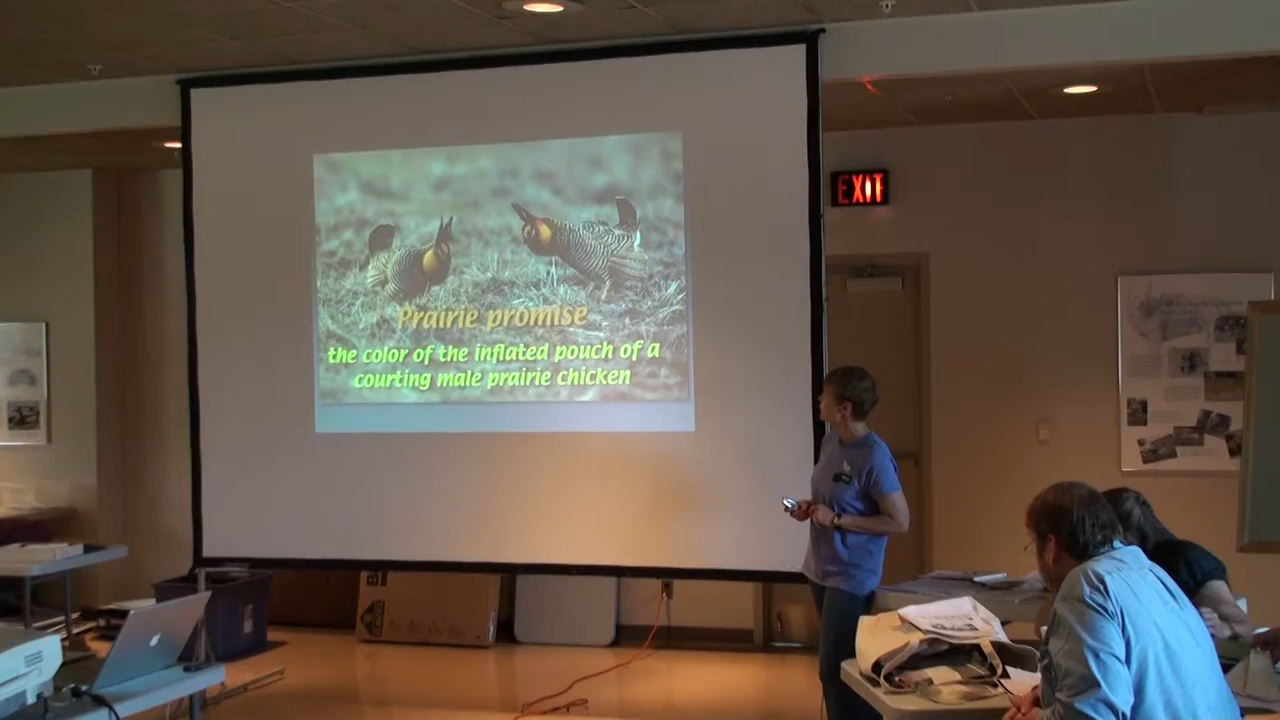 Prairie promise
the color of the inflated pouch of a
courting male prairie chicken
EXIT